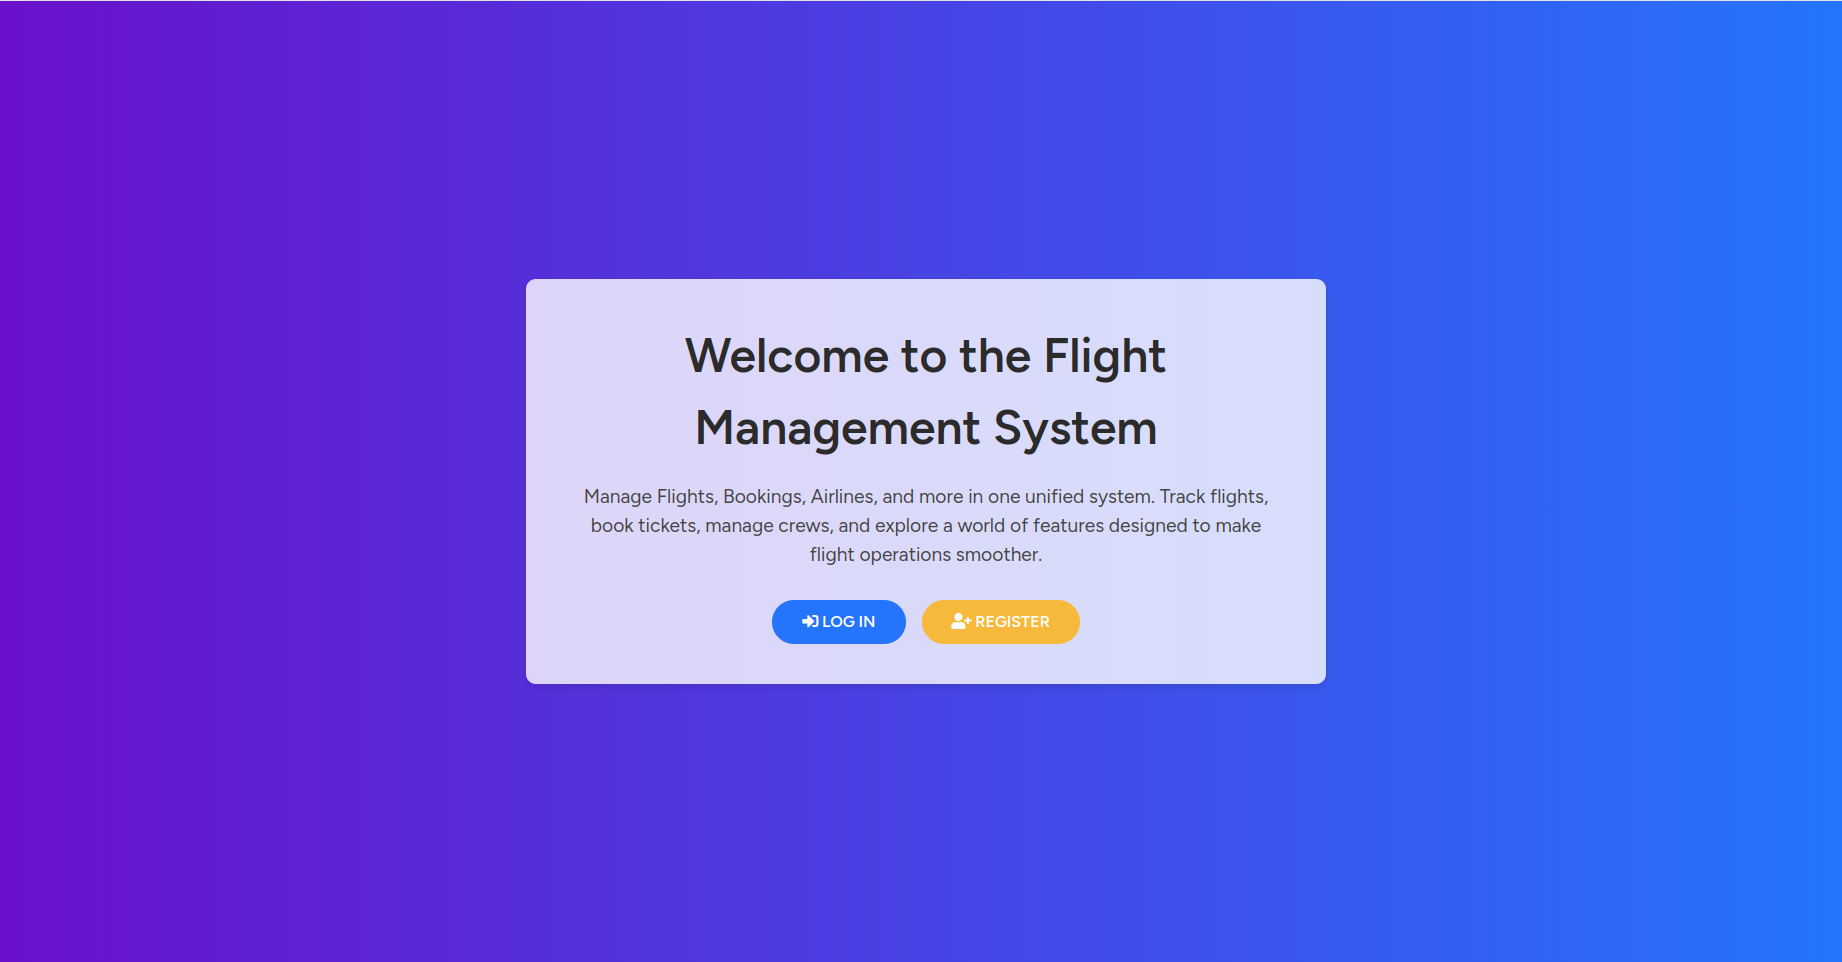 Welcome to the Flight
Management System
Manage Flights, Bookings, Airlines, and more in one unified system. Track flights,
book tickets, manage crews, and explore a world of features designed to make
flight operations smoother.
LOG IN
REGISTER